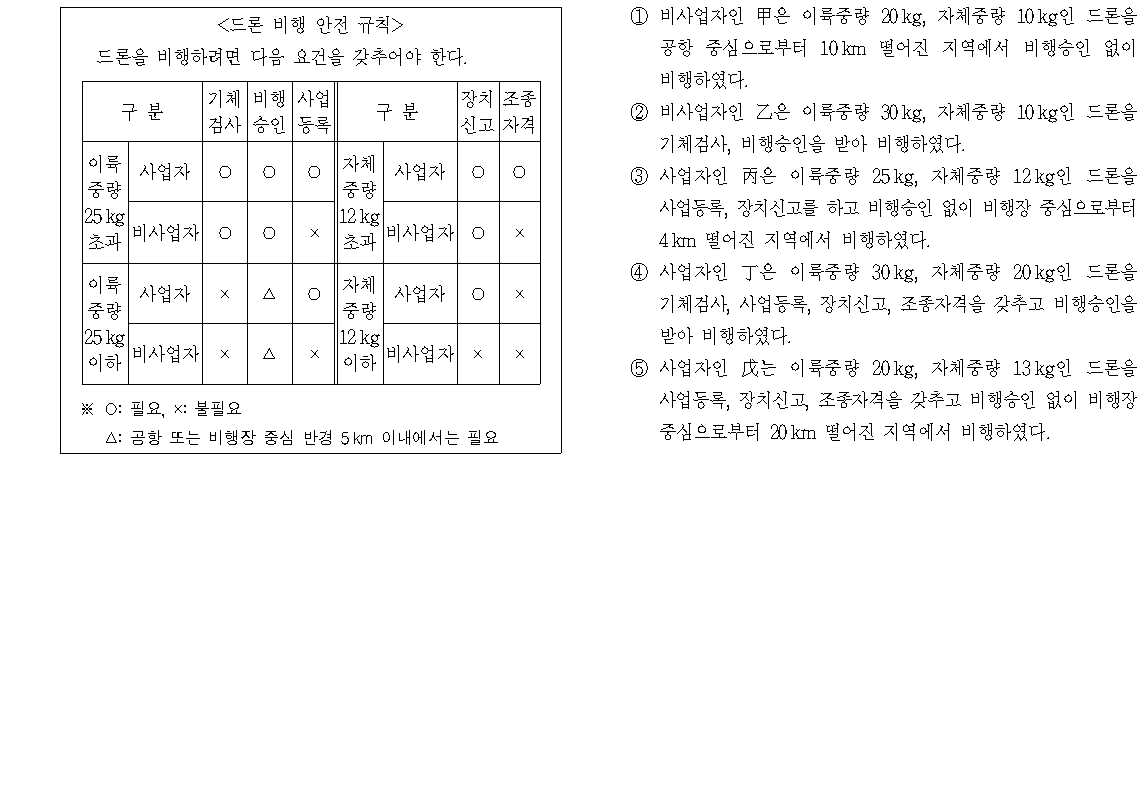 <드론 비행 안전 규칙>
드론을 비행하려면 다음 요건을 갖추어야 한다.
구 분 기체검사 비행승인 사업등록 구 분 장치신고 조종자격
이륙중량 25 kg 초과 사업자 ○ ○ ○ 자체중량 12 kg 초과 사업자 ○ ○
비사업자 ○ ○ × 비사업자 ○ ×
이륙중량 25 kg 이하 사업자 × △ ○ 자체중량 12 kg 이하 사업자 ○ ×
비사업자 × △ × 비사업자 × ×
※ ○: 필요, ×: 불필요
△: 공항 또는 비행장 중심 반경 5 km 이내에서는 필요
① 비사업자인 甲은 이륙중량 20 kg, 자체중량 10 kg인 드론을
공항 중심으로부터 10 km 떨어진 지역에서 비행승인 없이
비행하였다.
② 비사업자인 乙은 이륙중량 30 kg, 자체중량 10 kg인 드론을
기체검사, 비행승인을 받아 비행하였다.
③ 사업자인 丙은 이륙중량 25 kg, 자체중량 12 kg인 드론을
사업등록, 장치신고를 하고 비행승인 없이 비행장 중심으로부터
4 km 떨어진 지역에서 비행하였다.
④ 사업자인 丁은 이륙중량 30 kg, 자체중량 20 kg인 드론을
기체검사, 사업등록, 장치신고, 조종자격을 갖추고 비행승인을
받아 비행하였다.
⑤ 사업자인 戊는 이륙중량 20 kg, 자체중량 13 kg인 드론을
사업등록, 장치신고, 조종자격을 갖추고 비행승인 없이 비행장
중심으로부터 20 km 떨어진 지역에서 비행하였다.